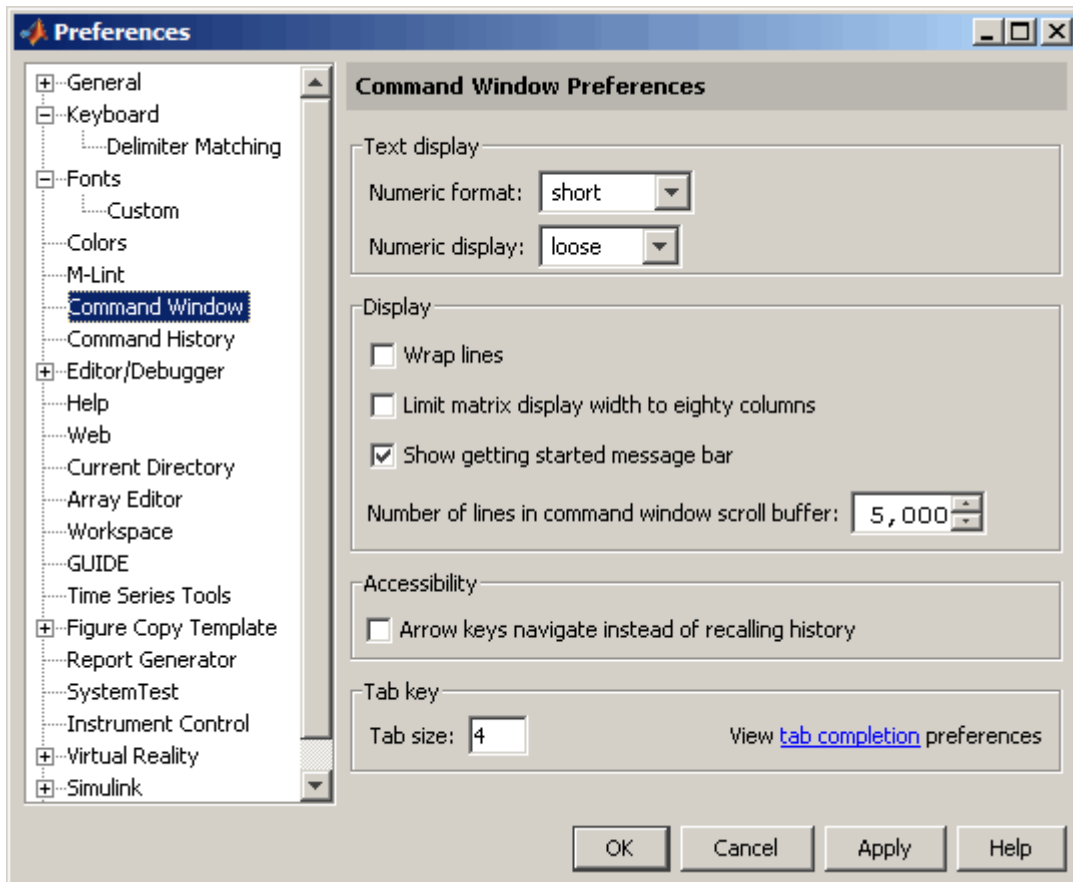 Preferences
General
Keyboard
Delimiter Matching
Fonts
Custom
Colors
M-Lint
Command Window
Command History
Editor/Debugger
Help
Web
Current Directory
Array Editor
Workspace
GUIDE
Time Series Tools
Figure Copy Template
Report Generator
SystemTest
Instrument Control
Virtual Reality
Simulink
Command Window Preferences
Text display
Numeric format: short
Numeric display: loose
Display
Wrap lines
Limit matrix display width to eighty columns
Show getting started message bar
Number of lines in command window scroll buffer: 5,000
Accessibility
Arrow keys navigate instead of recalling history
Tab key
Tab size: 4 View tab completion preferences
OK Cancel Apply Help